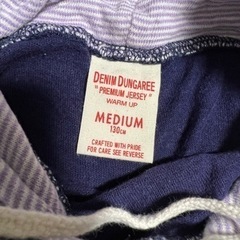 DENIM DUNGAREE
"PREMIUM JERSEY"
WARM UP
MEDIUM
130CM
CRAFTED WITH PRIDE
FOR CARE SEE REVERSE